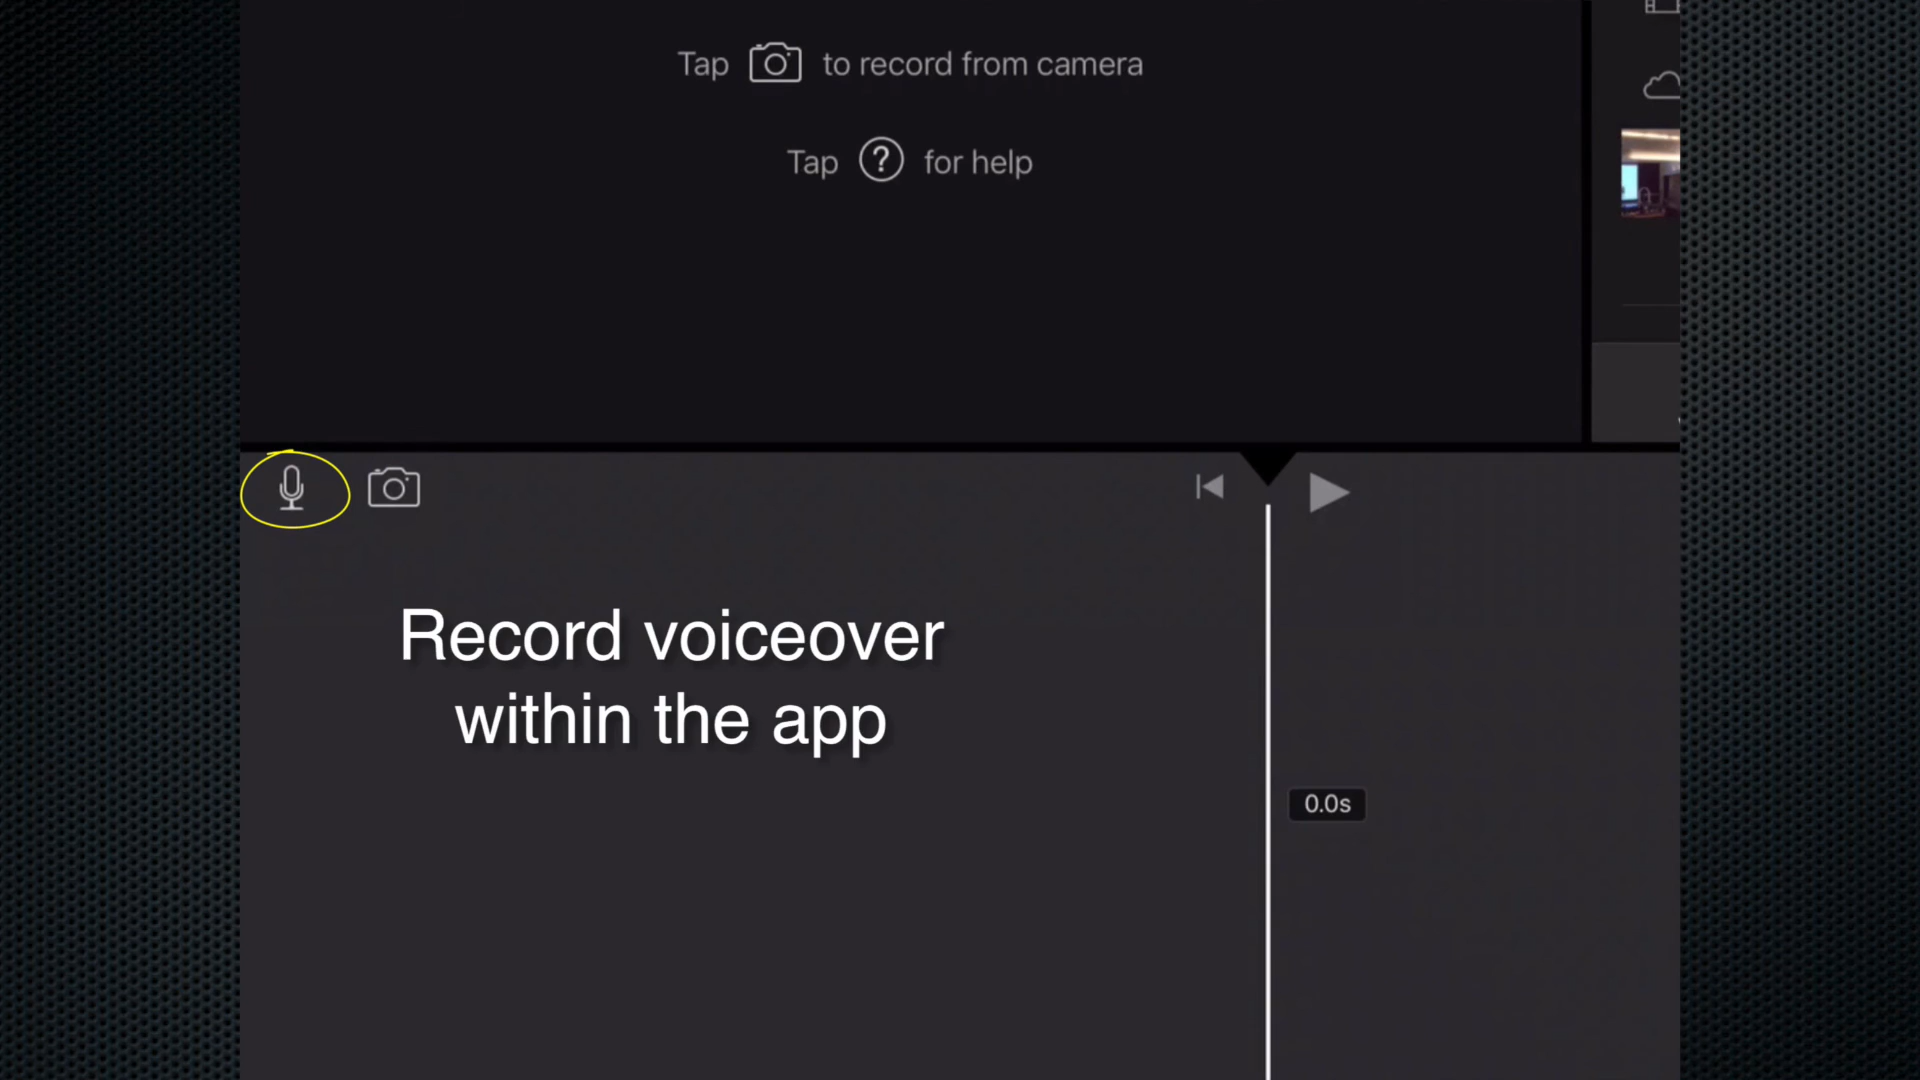 Tap to record from camera
Tap ? for help
Record voiceover
within the app
0.0s